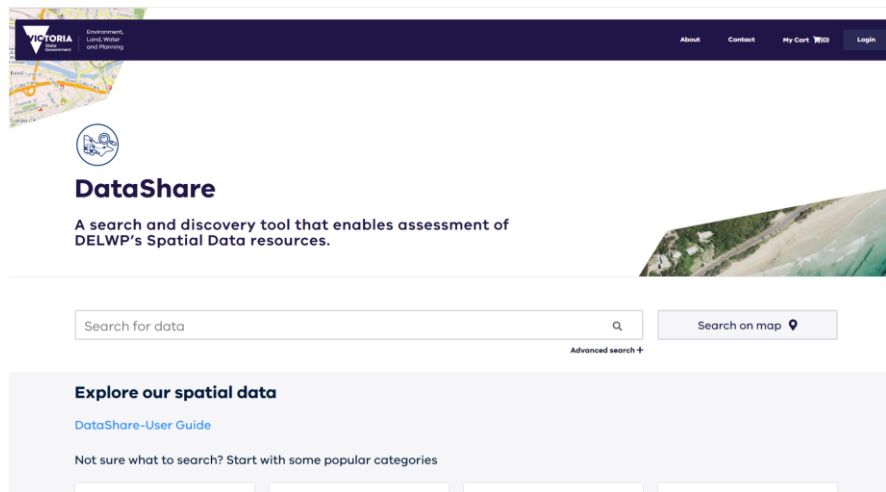 VICTORIA
State
Government
Environment,
Land, Water
and Planning
About
Contact
My Cart (0)
Login
DataShare
A search and discovery tool that enables assessment of
DELWP's Spatial Data resources.
Search for data
Search on map
Advanced search +
Explore our spatial data
DataShare-User Guide
Not sure what to search? Start with some popular categories